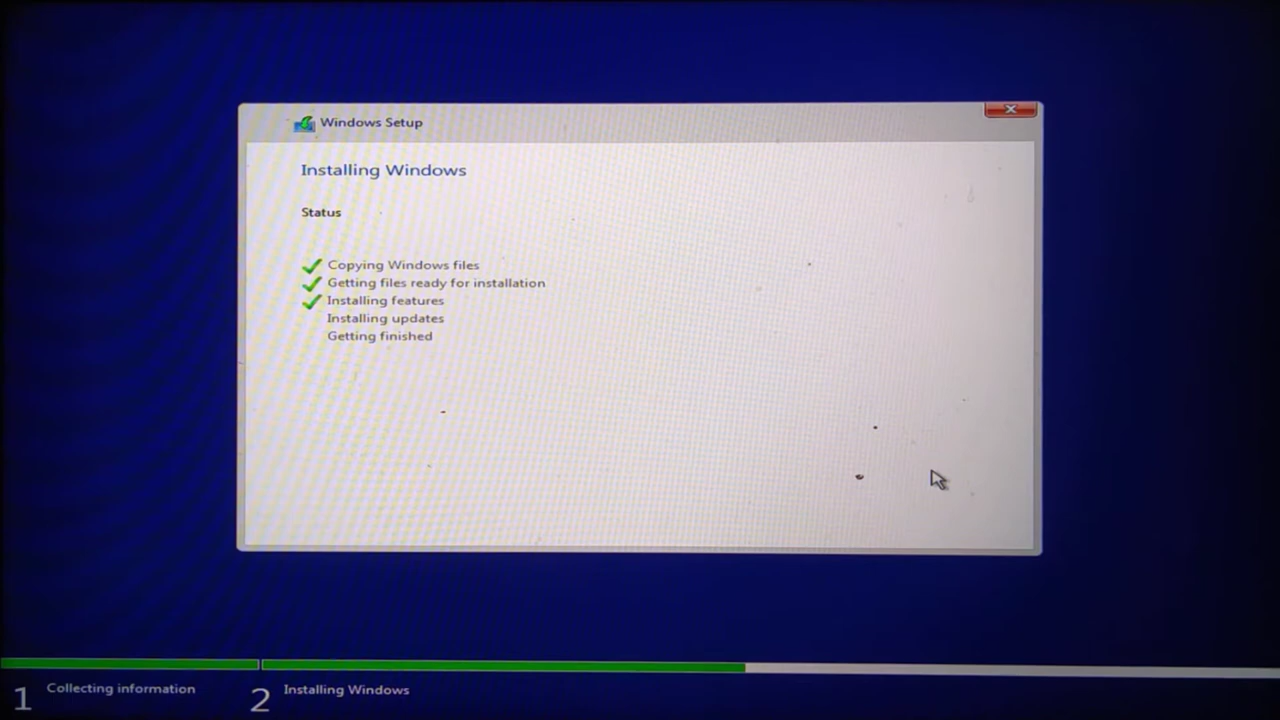 Windows Setup
Installing Windows
Status
Copying Windows files
Getting files ready for installation
Installing features
Installing updates
Getting finished
1 Collecting information
2 Installing Windows